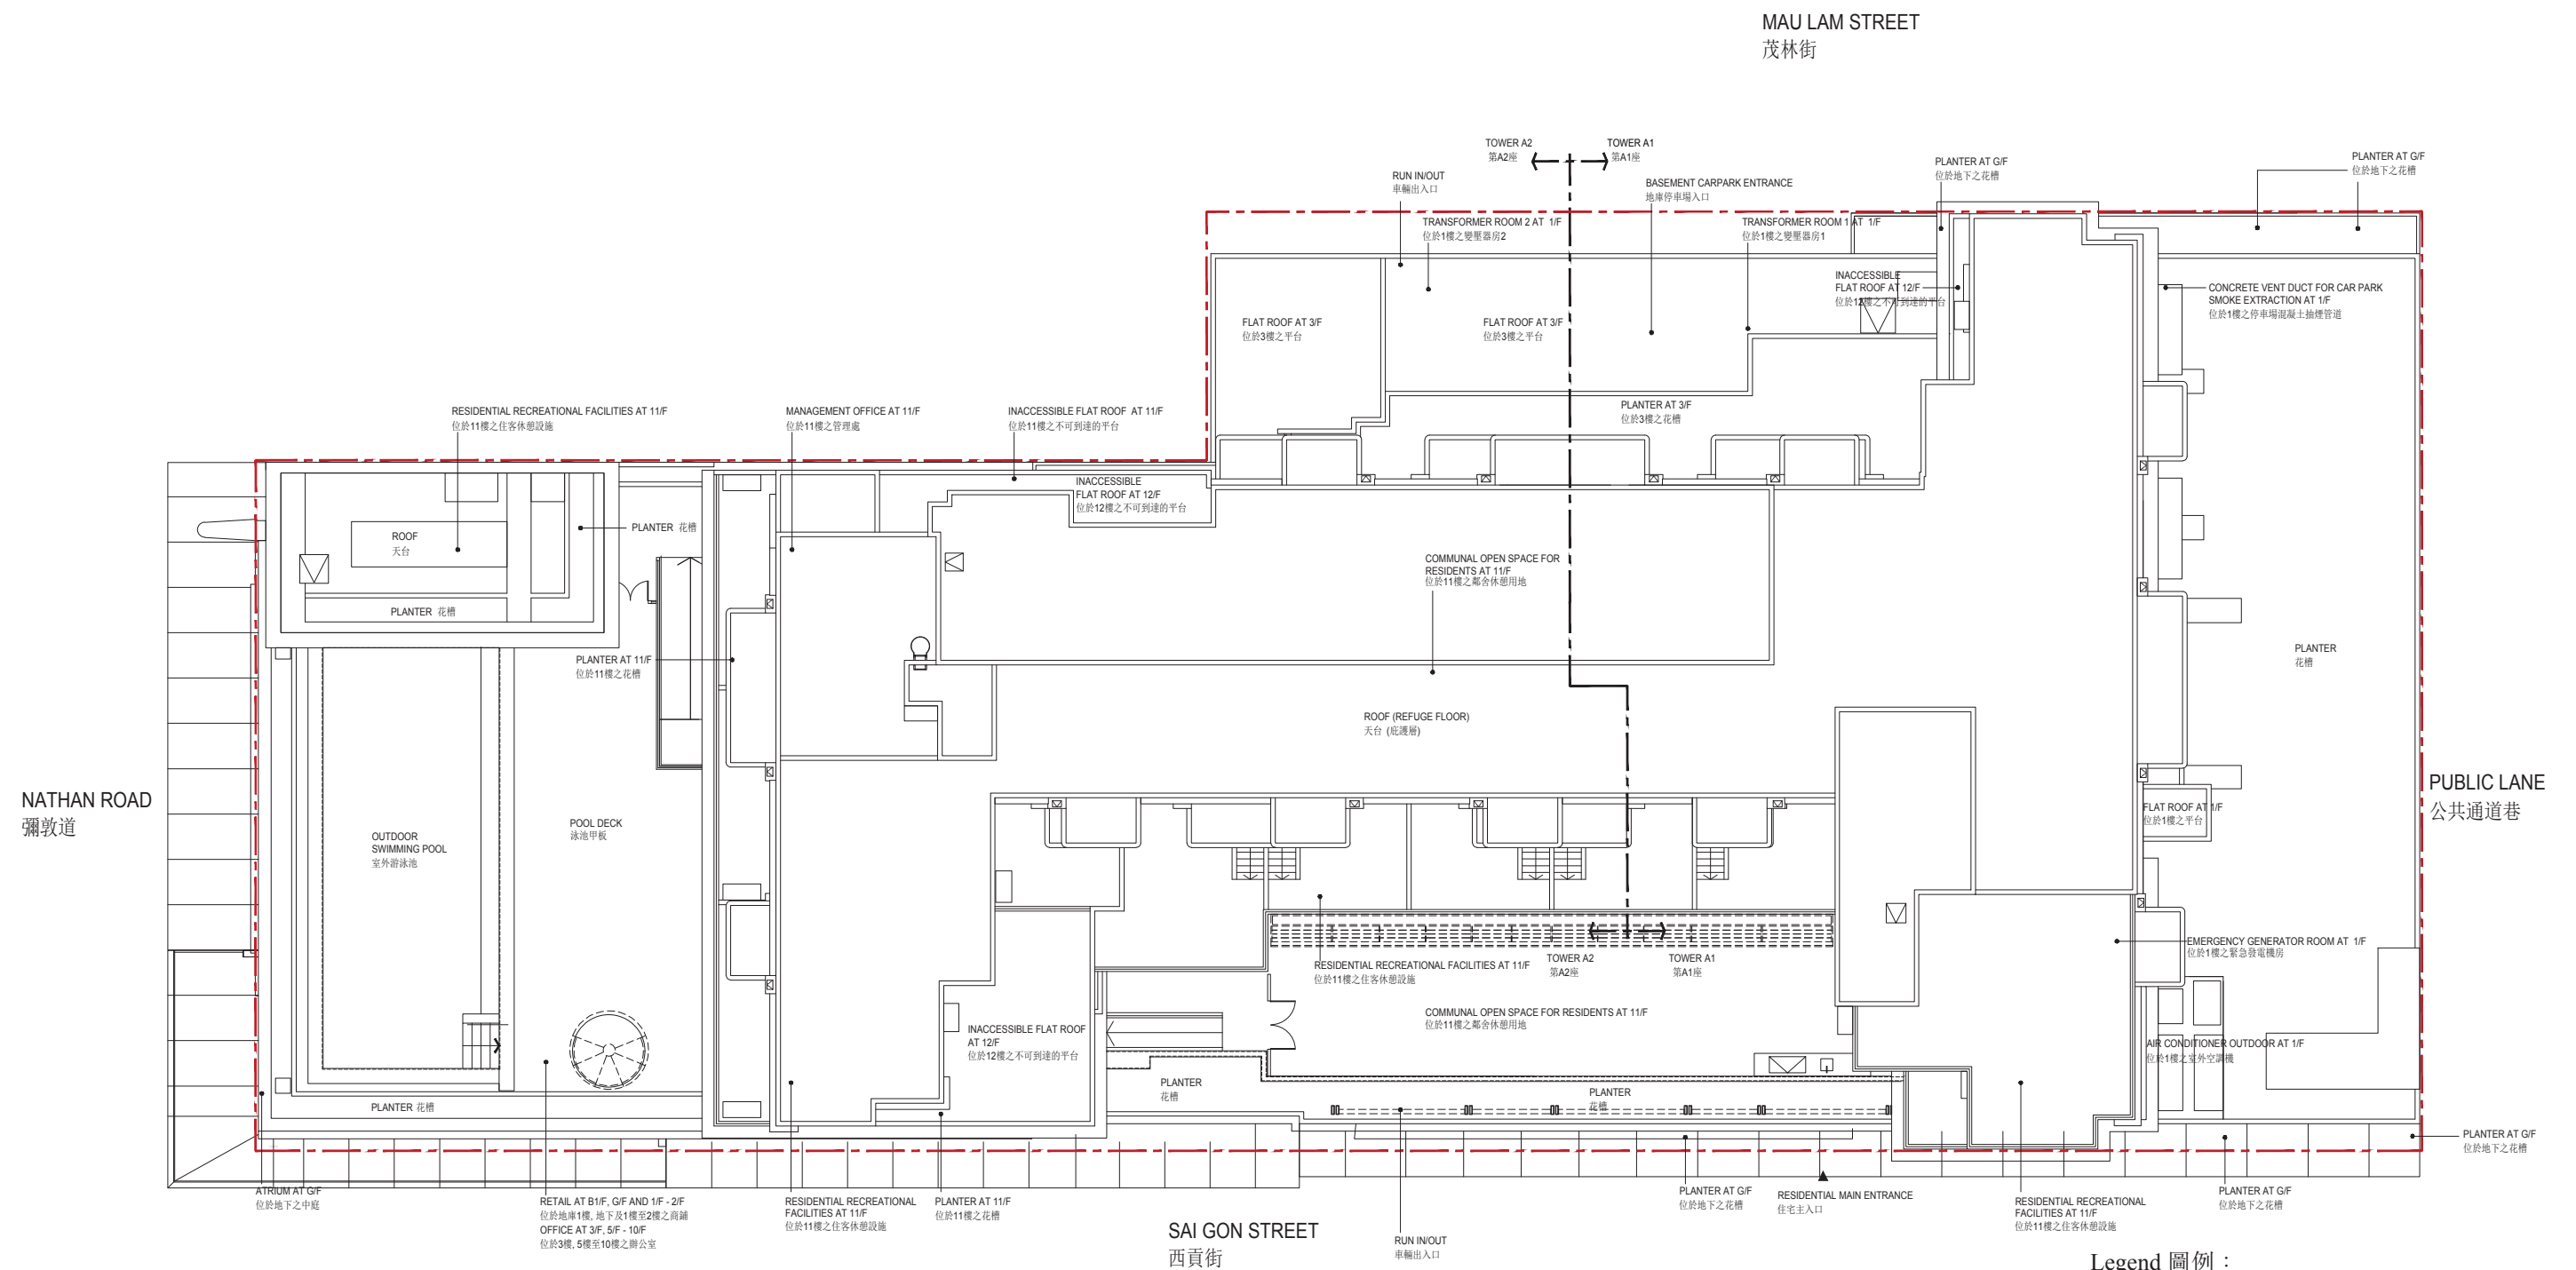 MAU LAM STREET
茂林街
TOWER A2
第A2座
TOWER A1
第A1座
RUN IN/OUT
車輛出入口
BASEMENT CARPARK ENTRANCE
地庫停車場入口
PLANTER AT G/F
位於地下之花槽
PLANTER AT G/F
位於地下之花槽
TRANSFORMER ROOM 2 AT 1/F
位於1樓之變壓器房2
TRANSFORMER ROOM 1 AT 1/F
位於1樓之變壓器房1
INACCESSIBLE
FLAT ROOF AT 12/F
位於12樓之不可到達的平台
CONCRETE VENT DUCT FOR CAR PARK
SMOKE EXTRACTION AT 1/F
位於1樓之停車場混凝土抽煙管道
FLAT ROOF AT 3/F
位於3樓之平台
FLAT ROOF AT 3/F
位於3樓之平台
PLANTER AT 3/F
位於3樓之花槽
RESIDENTIAL RECREATIONAL FACILITIES AT 11/F
位於11樓之住客休憩設施
MANAGEMENT OFFICE AT 11/F
位於11樓之管理處
INACCESSIBLE FLAT ROOF AT 11/F
位於11樓之不可到達的平台
INACCESSIBLE
FLAT ROOF AT 12/F
位於12樓之不可到達的平台
PLANTER 花槽
ROOF
天台
COMMUNAL OPEN SPACE FOR
RESIDENTS AT 11/F
位於11樓之鄰舍休憩用地
PLANTER 花槽
PLANTER AT 11/F
位於11樓之花槽
PLANTER
花槽
ROOF (REFUGE FLOOR)
天台 (庇護層)
NATHAN ROAD
彌敦道
PUBLIC LANE
公共通道巷
OUTDOOR
SWIMMING POOL
室外游泳池
POOL DECK
泳池甲板
FLAT ROOF AT 1/F
位於1樓之平台
EMERGENCY GENERATOR ROOM AT 1/F
位於1樓之緊急發電機房
RESIDENTIAL RECREATIONAL FACILITIES AT 11/F
位於11樓之住客休憩設施
TOWER A2
第A2座
TOWER A1
第A1座
COMMUNAL OPEN SPACE FOR RESIDENTS AT 11/F
位於11樓之鄰舍休憩用地
INACCESSIBLE FLAT ROOF
AT 12/F
位於12樓之不可到達的平台
AIR CONDITIONER OUTDOOR AT 1/F
位於1樓之室外空調機
PLANTER
花槽
PLANTER
花槽
PLANTER 花槽
PLANTER AT G/F
位於地下之花槽
ATRIUM AT G/F
位於地下之中庭
RETAIL AT B1/F, G/F AND 1/F - 2/F
位於地庫1樓, 地下及1樓至2樓之商鋪
OFFICE AT 3/F, 5/F - 10/F
位於3樓, 5樓至10樓之辦公室
RESIDENTIAL RECREATIONAL
FACILITIES AT 11/F
位於11樓之住客休憩設施
PLANTER AT 11/F
位於11樓之花槽
SAI GON STREET
西貢街
RUN IN/OUT
車輛出入口
PLANTER AT G/F
位於地下之花槽
RESIDENTIAL MAIN ENTRANCE
住宅主入口
RESIDENTIAL RECREATIONAL
FACILITIES AT 11/F
位於11樓之住客休憩設施
PLANTER AT G/F
位於地下之花槽
Legend 圖例：